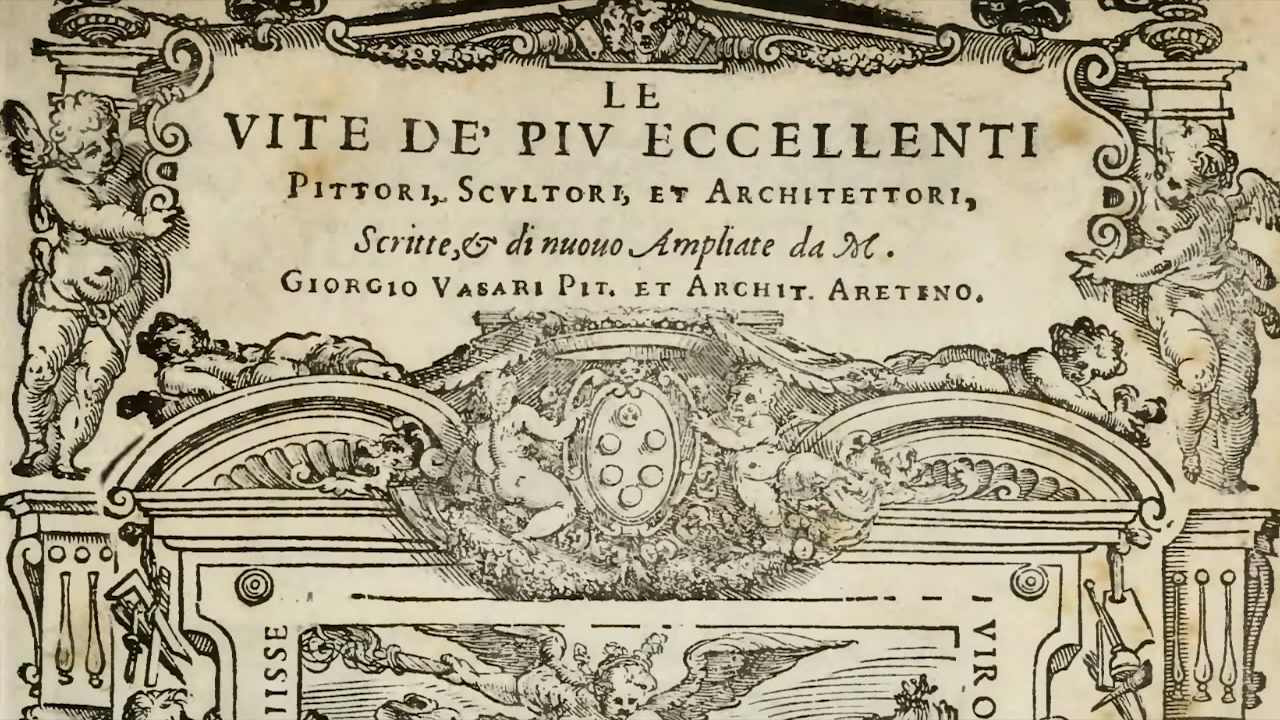 LE
VITE DE' PIV ECCELLENTI
PITTORI, SCVLTORI, ET ARCHITETTORI,
Scritte, & di nuouo Ampliate da M.
GIORGIO VASARI PIT. ET ARCHIT. ARETINO.
IISSE
VIRO